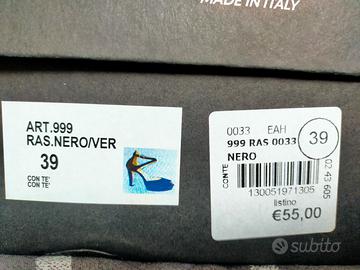 MADE IN ITALY
ART.999
RAS.NERO/VER
39
CON TE'
CON TE'
0033 EAH
999 RAS 0033
NERO
39
CONTE
02 43 605
130051971305
listino
€55,00
subito